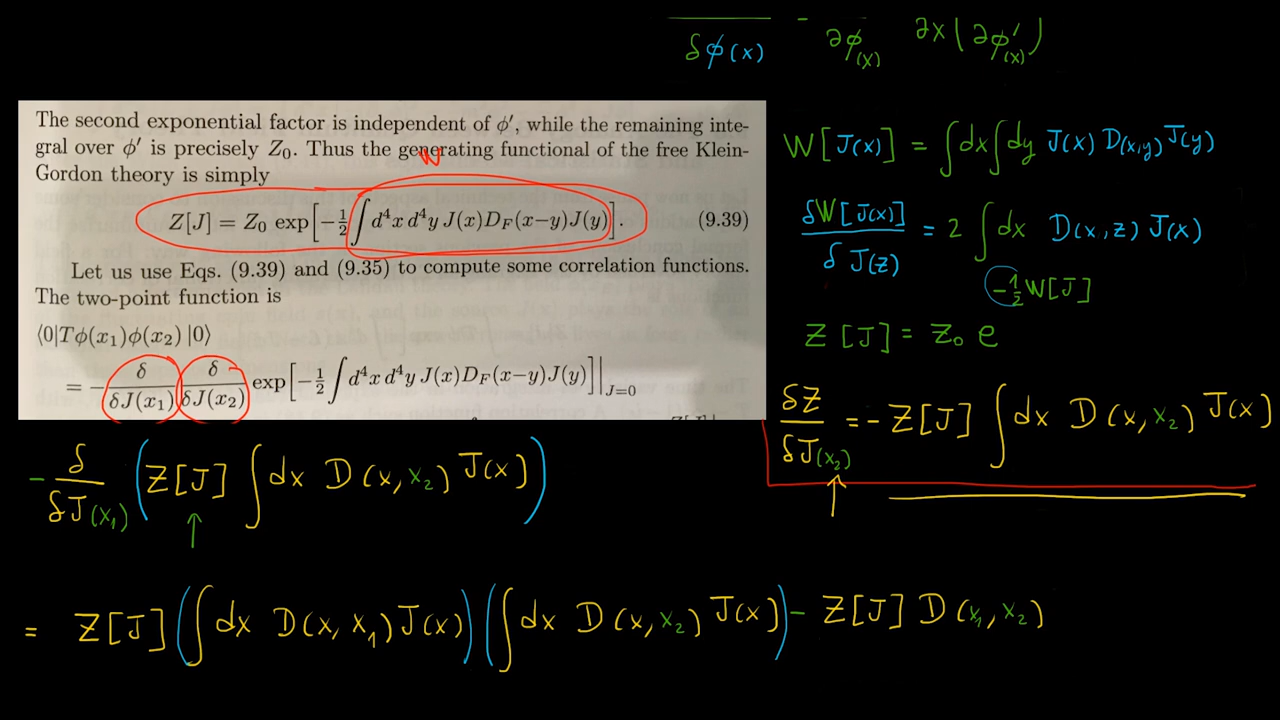 δφ(x) ∂φ(x) ∂x(∂φ'(x))
The second exponential factor is independent of φ′, while the remaining inte-
gral over φ′ is precisely Z₀. Thus the generating functional of the free Klein-
Gordon theory is simply
W
Z[J] = Z₀ exp[−½∫d⁴x d⁴y J(x)D_F(x−y)J(y)]. (9.39)
Let us use Eqs. (9.39) and (9.35) to compute some correlation functions.
The two-point function is
⟨0|Tφ(x₁)φ(x₂)|0⟩
= −δ/δJ(x₁) δ/δJ(x₂) exp[−½∫d⁴x d⁴y J(x)D_F(x−y)J(y)]|_{J=0}
W[J(x)] = ∫dx∫dy J(x) D(x,y) J(y)
δW[J(x)]/δJ(z) = 2∫dx D(x,z) J(x)
Z[J] = Z₀ e^{−½W[J]}
δZ/δJ(x₂) = −Z[J] ∫dx D(x,x₂) J(x)
−δ/δJ(x₁) (Z[J] ∫dx D(x,x₂) J(x))
= Z[J] (∫dx D(x,x₁) J(x)) (∫dx D(x,x₂) J(x)) − Z[J] D(x₁,x₂)